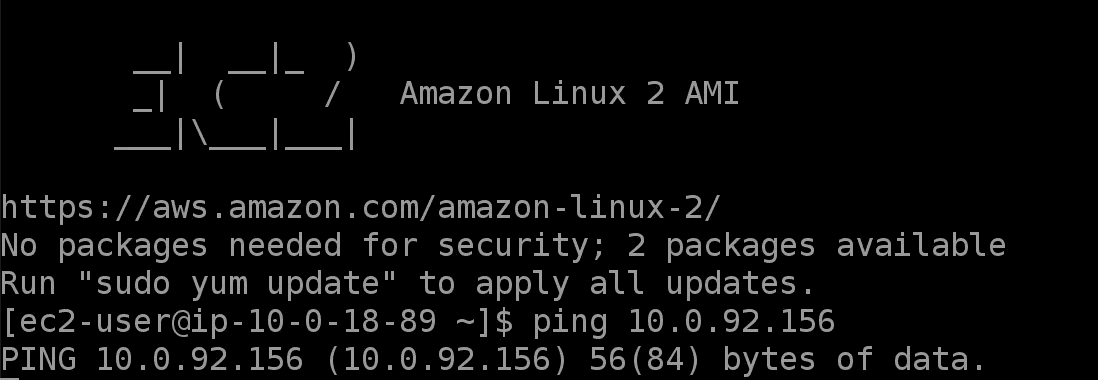 __|  __|_  )
       _|  (     /   Amazon Linux 2 AMI
      ___|\___|___|
https://aws.amazon.com/amazon-linux-2/
No packages needed for security; 2 packages available
Run "sudo yum update" to apply all updates.
[ec2-user@ip-10-0-18-89 ~]$ ping 10.0.92.156
PING 10.0.92.156 (10.0.92.156) 56(84) bytes of data.